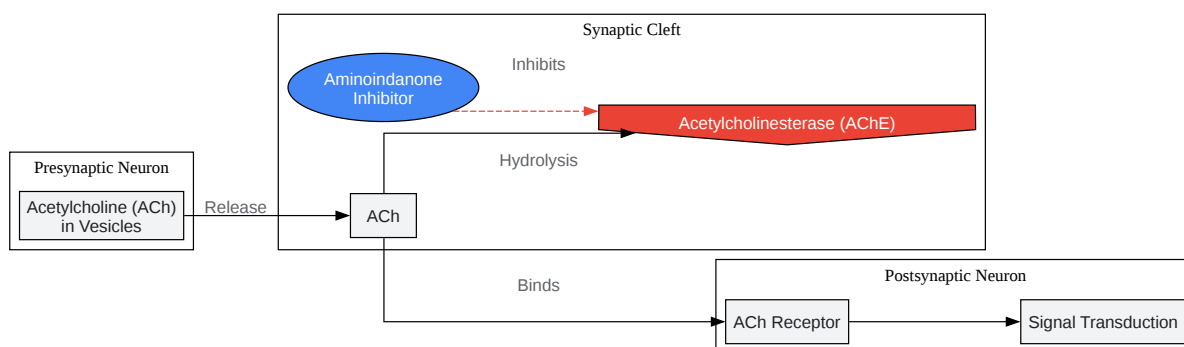 Synaptic Cleft
Inhibits
Aminoindanone
Inhibitor
Acetylcholinesterase (AChE)
Hydrolysis
Presynaptic Neuron
Acetylcholine (ACh)
in Vesicles
Release
ACh
Binds
Postsynaptic Neuron
ACh Receptor
Signal Transduction